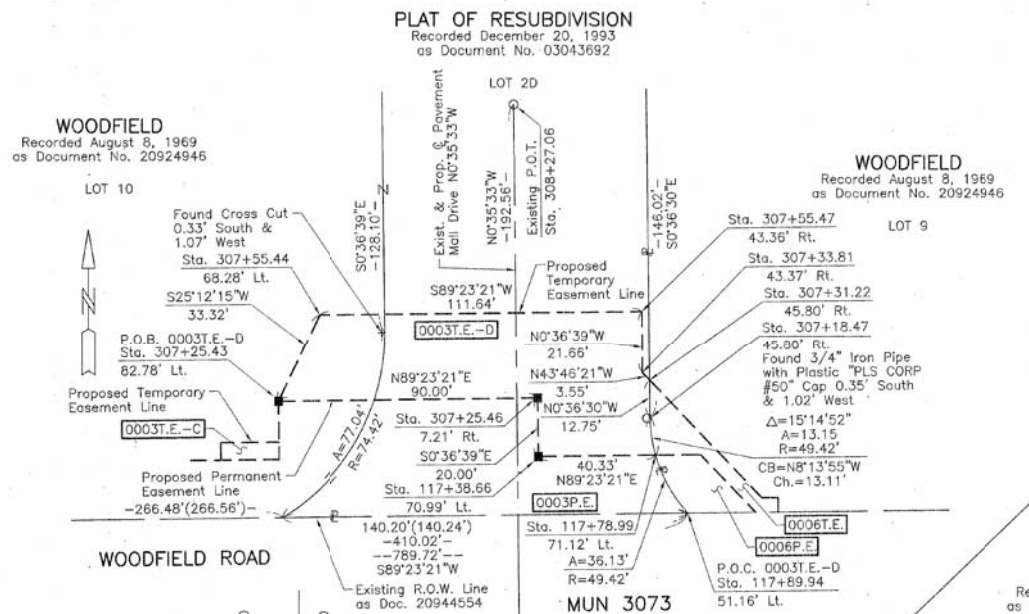 PLAT OF RESUBDIVISION
Recorded December 20, 1993
as Document No. 03043692
LOT 2D
WOODFIELD
Recorded August 8, 1969
as Document No. 20924946
LOT 10
WOODFIELD
Recorded August 8, 1969
as Document No. 20924946
LOT 9
S0°36'39"E
-128.10'-
Exist. & Prop. ℄ Pavement
Mall Drive N0°35'33"W
N0°35'33"W
-192.56'-
Existing P.O.T.
Sta. 308+27.06
-146.02'-
S0°36'30"E
Found Cross Cut
0.33' South &
1.07' West
Sta. 307+55.44
68.28' Lt.
S25°12'15"W
33.32'
P.O.B. 0003T.E.-D
Sta. 307+25.43
82.78' Lt.
Proposed Temporary
Easement Line
0003T.E.-C
Proposed Permanent
Easement Line
-266.48'(266.56')-
N
S89°23'21"W
111.64'
Proposed
Temporary
Easement Line
0003T.E.-D
N89°23'21"E
90.00'
A=77.04'
R=74.42'
Sta. 307+25.46
7.21' Rt.
S0°36'39"E
20.00'
Sta. 117+38.66
70.99' Lt.
N0°36'39"W
21.66'
N43°46'21"W
3.55'
N0°36'30"W
12.75'
40.33'
N89°23'21"E
0003P.E.
Sta. 307+55.47
43.36' Rt.
Sta. 307+33.81
43.37' Rt.
Sta. 307+31.22
45.80' Rt.
Sta. 307+18.47
45.80' Rt.
Found 3/4" Iron Pipe
with Plastic "PLS CORP
#50" Cap 0.35' South
& 1.02' West
Δ=15°14'52"
A=13.15
R=49.42'
CB=N8°13'55"W
Ch.=13.11'
0006T.E.
0006P.E.
Sta. 117+78.99
71.12' Lt.
A=36.13'
R=49.42'
P.O.C. 0003T.E.-D
Sta. 117+89.94
51.16' Lt.
140.20'(140.24')
-410.02'-
--789.72'--
S89°23'21"W
Existing R.O.W. Line
as Doc. 20944554
WOODFIELD ROAD
MUN 3073
as